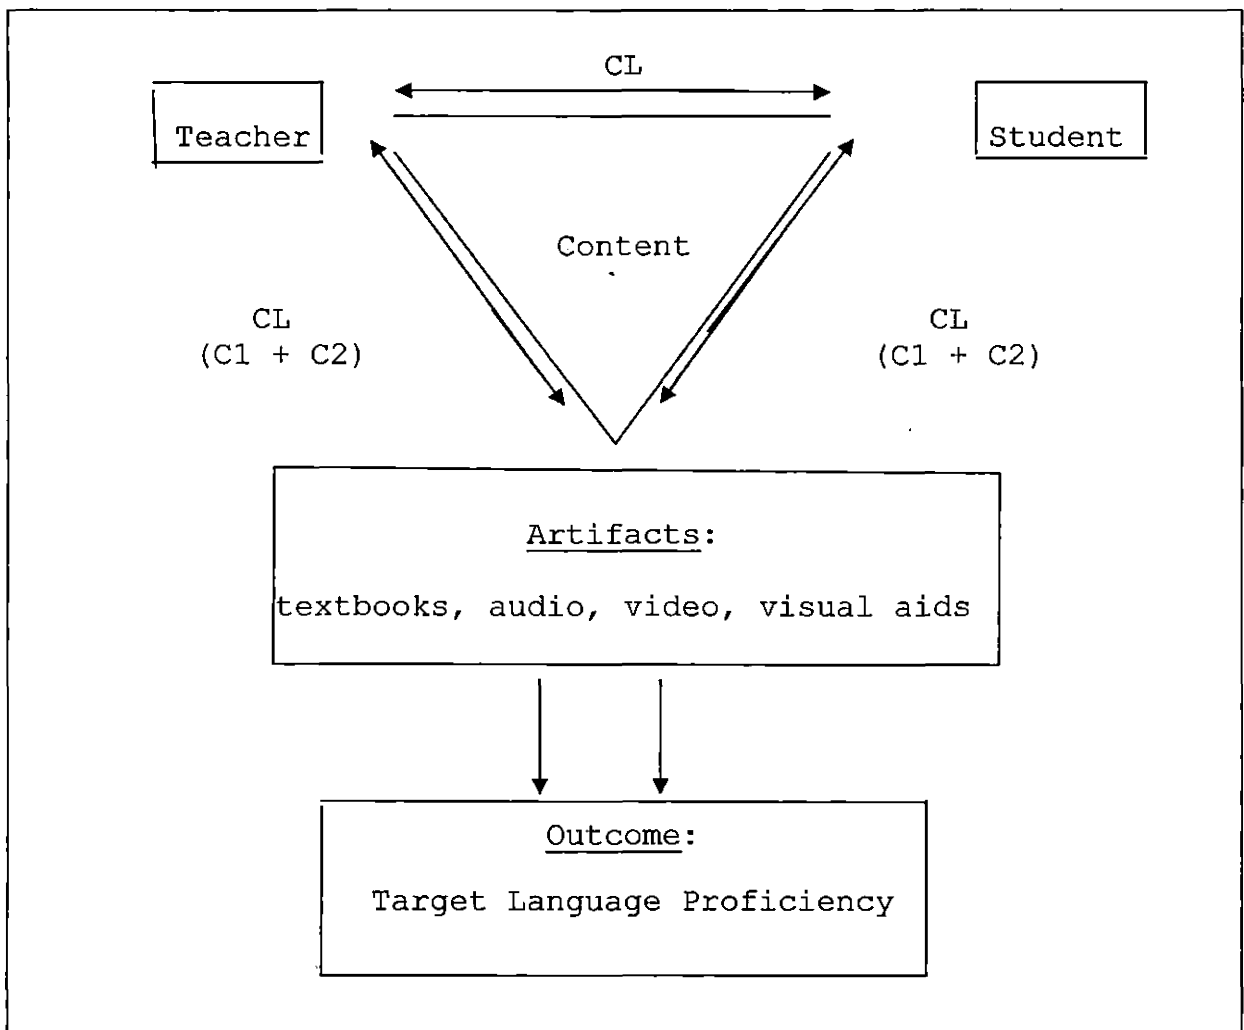 CL
Teacher
Student
Content
CL
(C1 + C2)
CL
(C1 + C2)
Artifacts:
textbooks, audio, video, visual aids
Outcome:
Target Language Proficiency